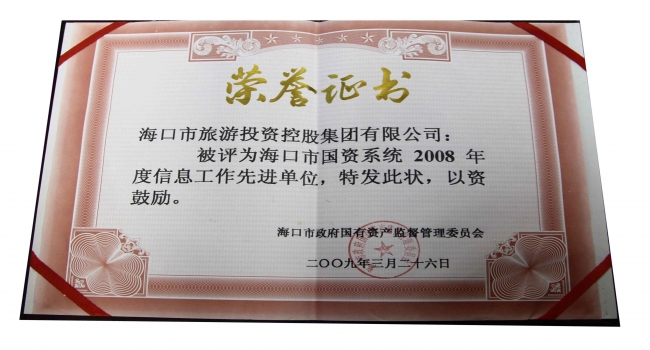 荣誉证书
海口市旅游投资控股集团有限公司：
被评为海口市国资系统 2008 年
度信息工作先进单位，特发此状，以资
鼓励。
海口市政府国有资产监督管理委员会
二〇〇九年三月二十六日